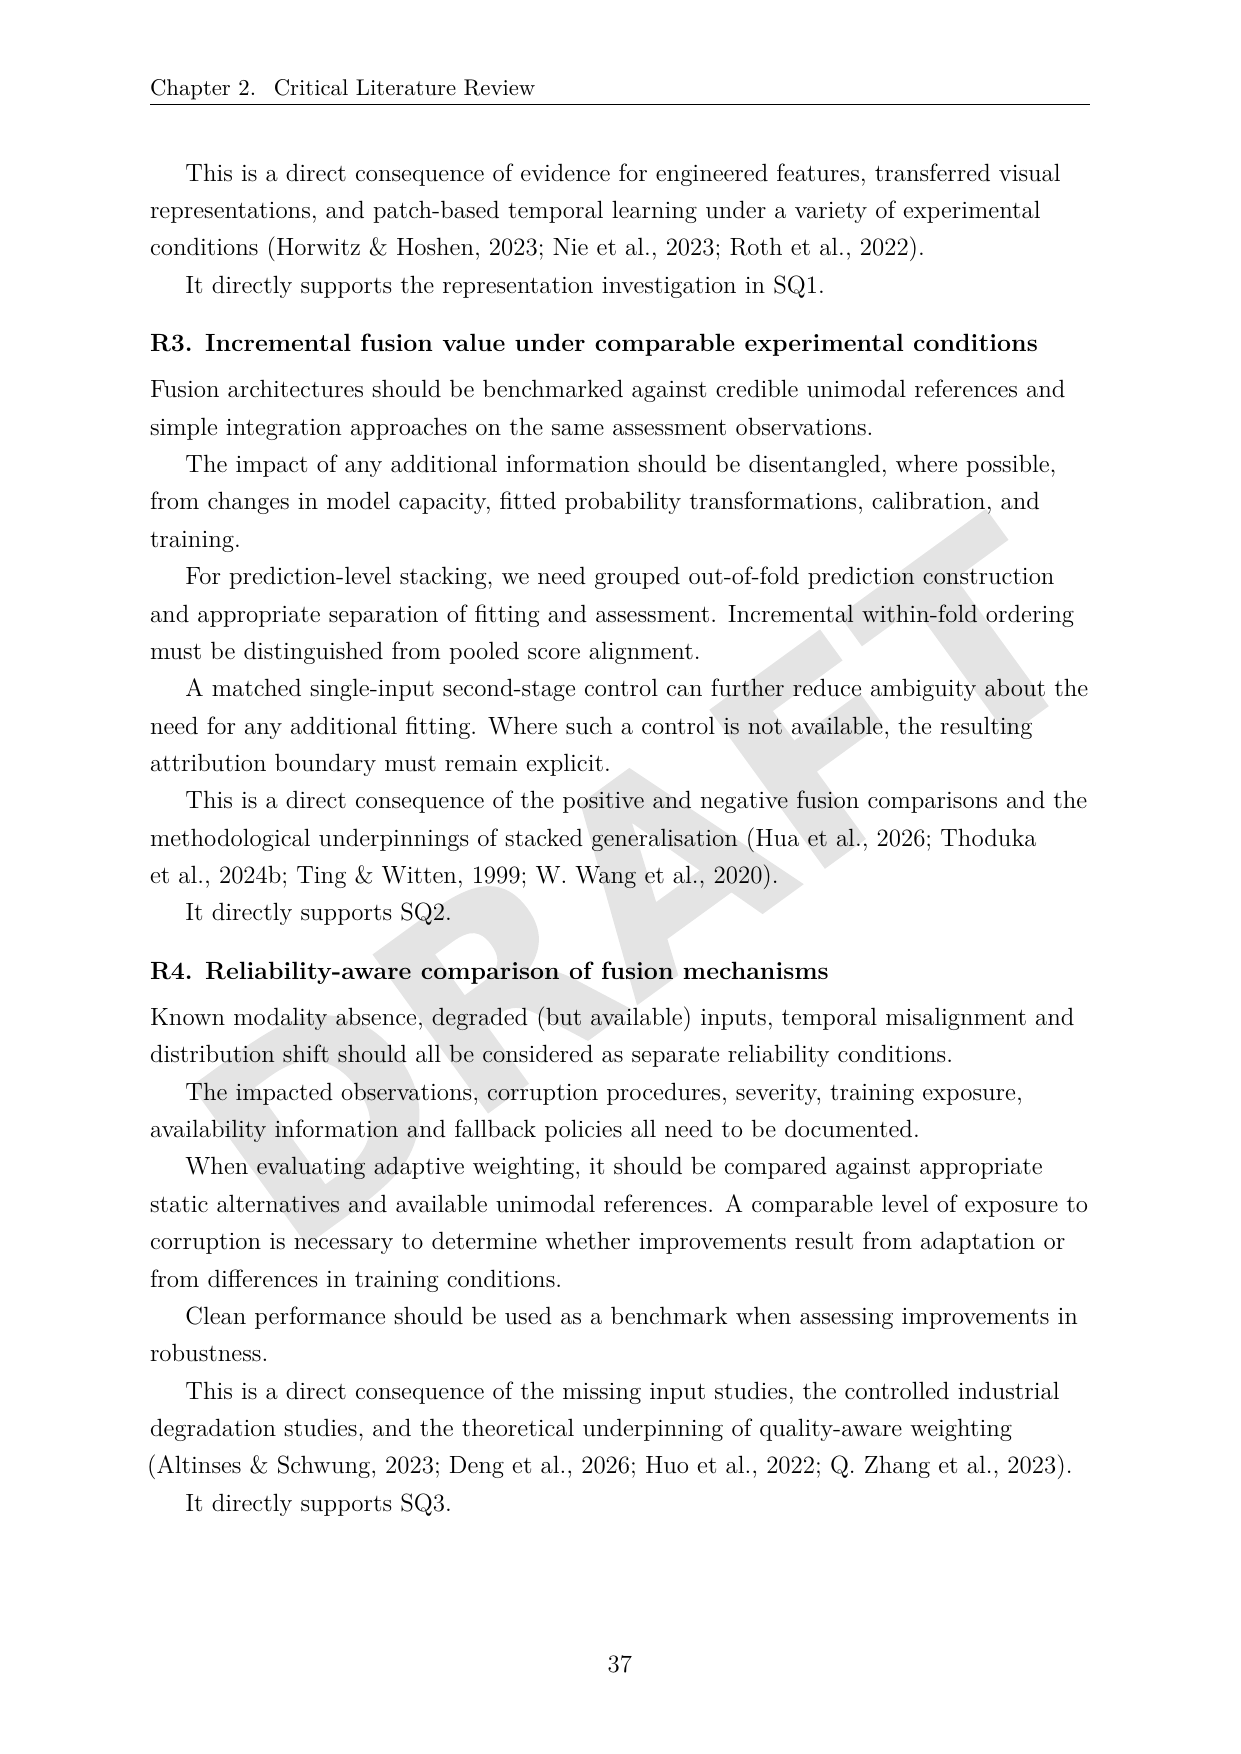 Chapter 2. Critical Literature Review
This is a direct consequence of evidence for engineered features, transferred visual
representations, and patch-based temporal learning under a variety of experimental
conditions (Horwitz & Hoshen, 2023; Nie et al., 2023; Roth et al., 2022).
It directly supports the representation investigation in SQ1.
R3. Incremental fusion value under comparable experimental conditions
Fusion architectures should be benchmarked against credible unimodal references and
simple integration approaches on the same assessment observations.
The impact of any additional information should be disentangled, where possible,
from changes in model capacity, fitted probability transformations, calibration, and
training.
For prediction-level stacking, we need grouped out-of-fold prediction construction
and appropriate separation of fitting and assessment. Incremental within-fold ordering
must be distinguished from pooled score alignment.
A matched single-input second-stage control can further reduce ambiguity about the
need for any additional fitting. Where such a control is not available, the resulting
attribution boundary must remain explicit.
This is a direct consequence of the positive and negative fusion comparisons and the
methodological underpinnings of stacked generalisation (Hua et al., 2026; Thoduka
et al., 2024b; Ting & Witten, 1999; W. Wang et al., 2020).
It directly supports SQ2.
R4. Reliability-aware comparison of fusion mechanisms
Known modality absence, degraded (but available) inputs, temporal misalignment and
distribution shift should all be considered as separate reliability conditions.
The impacted observations, corruption procedures, severity, training exposure,
availability information and fallback policies all need to be documented.
When evaluating adaptive weighting, it should be compared against appropriate
static alternatives and available unimodal references. A comparable level of exposure to
corruption is necessary to determine whether improvements result from adaptation or
from differences in training conditions.
Clean performance should be used as a benchmark when assessing improvements in
robustness.
This is a direct consequence of the missing input studies, the controlled industrial
degradation studies, and the theoretical underpinning of quality-aware weighting
(Altinses & Schwung, 2023; Deng et al., 2026; Huo et al., 2022; Q. Zhang et al., 2023).
It directly supports SQ3.
37
DRAFT